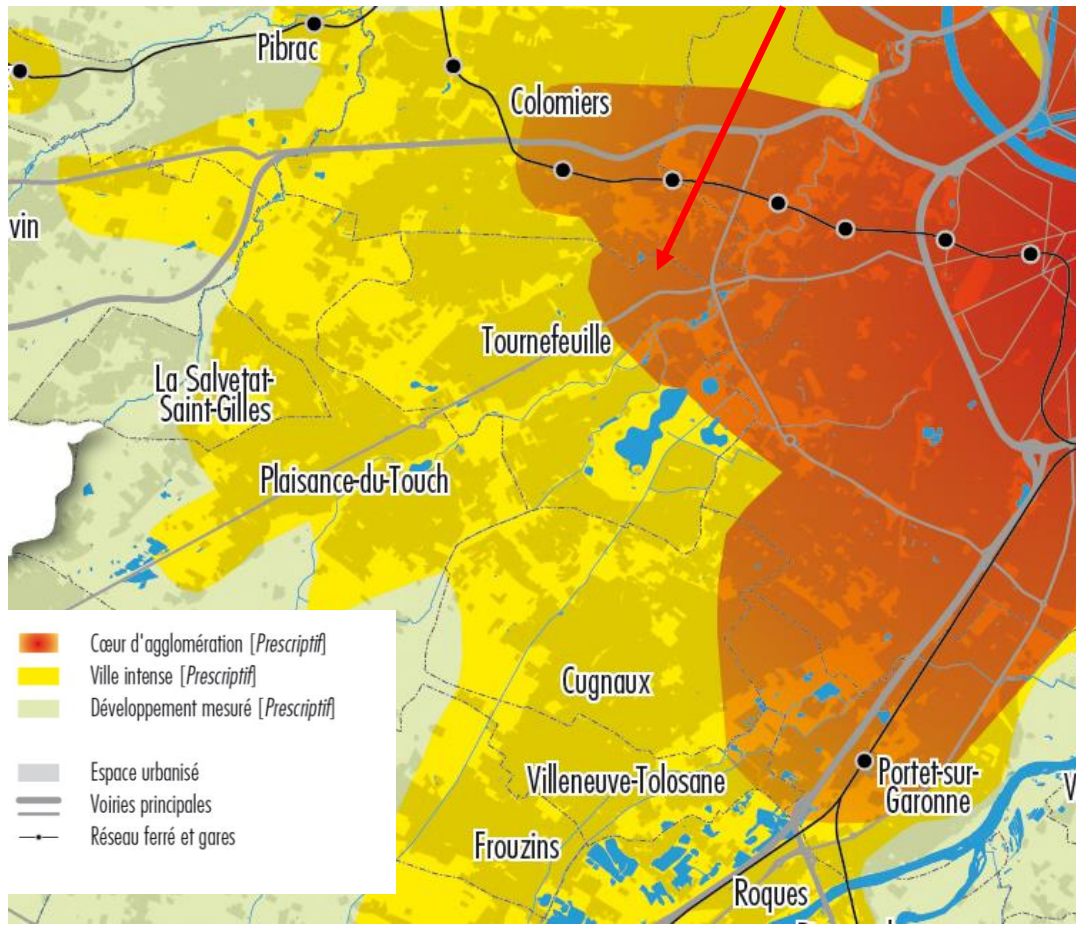 Pibrac
Colomiers
vin
Tournefeuille
La Salvetat-
Saint-Gilles
Plaisance-du-Touch
Cugnaux
Villeneuve-Tolosane
Portet-sur-
Garonne
V
Frouzins
Roques
Cœur d'agglomération [Prescriptif]
Ville intense [Prescriptif]
Développement mesuré [Prescriptif]
Espace urbanisé
Voiries principales
Réseau ferré et gares